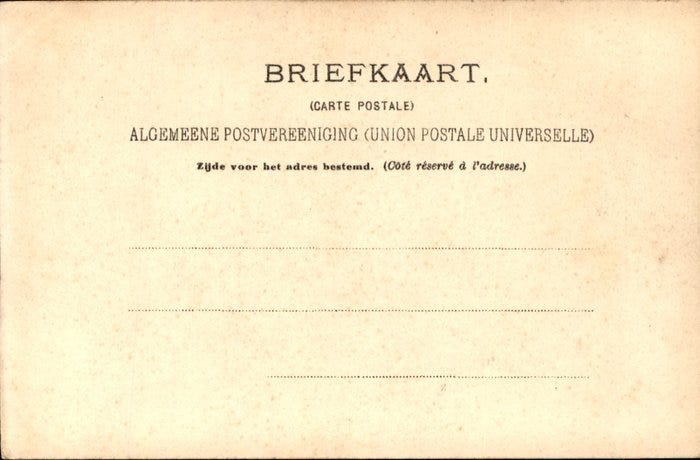 BRIEFKAART.
(CARTE POSTALE)
ALGEMEENE POSTVEREENIGING (UNION POSTALE UNIVERSELLE)
Zijde voor het adres bestemd. (Côté réservé à l'adresse.)